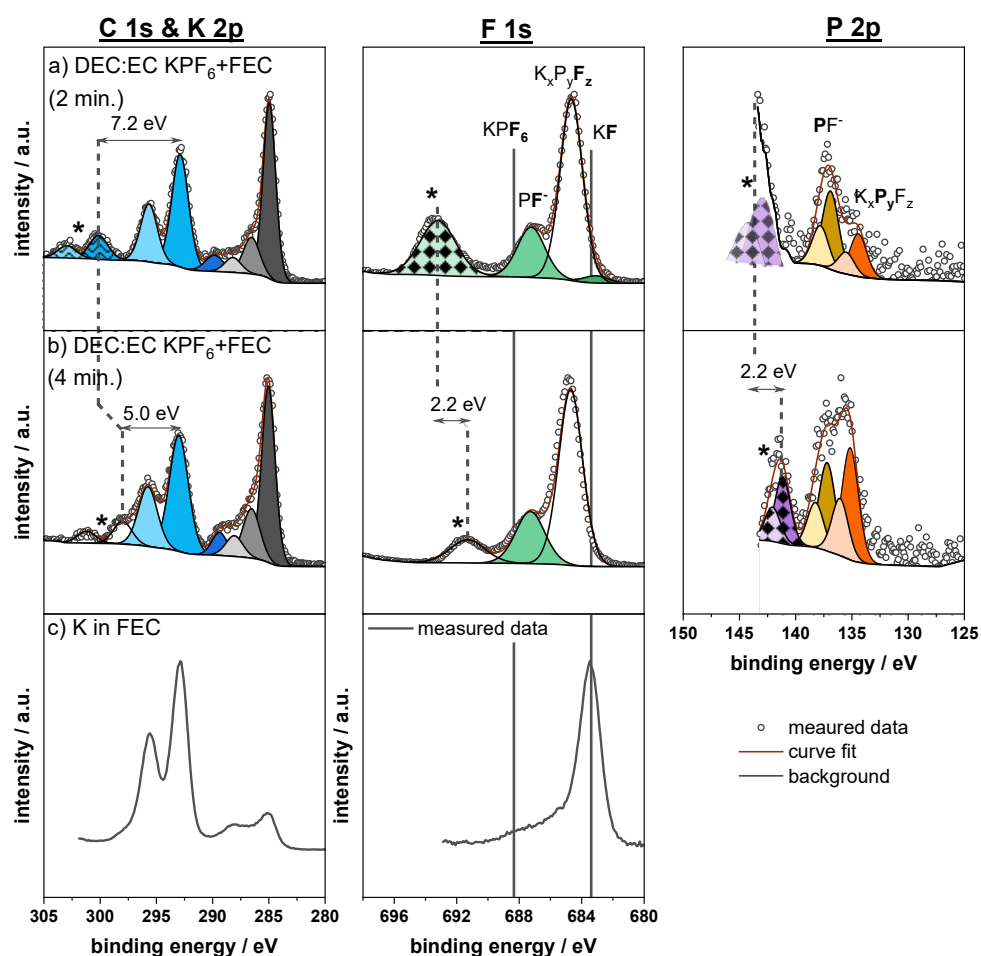 C 1s & K 2p
F 1s
P 2p
a) DEC:EC KPF₆+FEC
(2 min.)
7.2 eV
*
intensity / a.u.
KₓPᵧF_z
KPF₆
KF
PF⁻
*
PF⁻
*
KₓPᵧF_z
b) DEC:EC KPF₆+FEC
(4 min.)
5.0 eV
*
intensity / a.u.
2.2 eV
*
2.2 eV
*
150 145 140 135 130 125
binding energy / eV
c) K in FEC
intensity / a.u.
measured data
intensity / a.u.
meaured data
curve fit
background
305 300 295 290 285 280
binding energy / eV
696 692 688 684 680
binding energy / eV